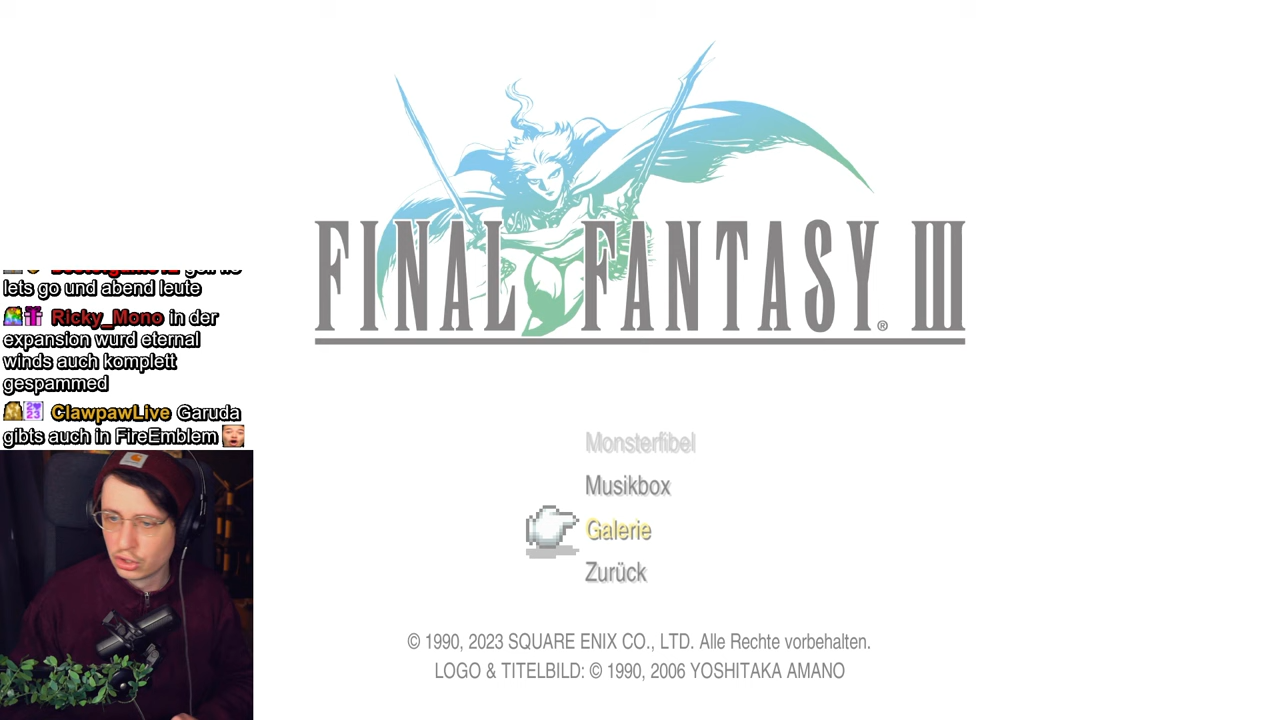 FINAL FANTASY® III
lets go und abend leute
Ricky_Mono in der
expansion wurd eternal
winds auch komplett
gespammed
ClawpawLive Garuda
gibts auch in FireEmblem
Monsterfibel
Musikbox
Galerie
Zurück
© 1990, 2023 SQUARE ENIX CO., LTD. Alle Rechte vorbehalten.
LOGO & TITELBILD: © 1990, 2006 YOSHITAKA AMANO